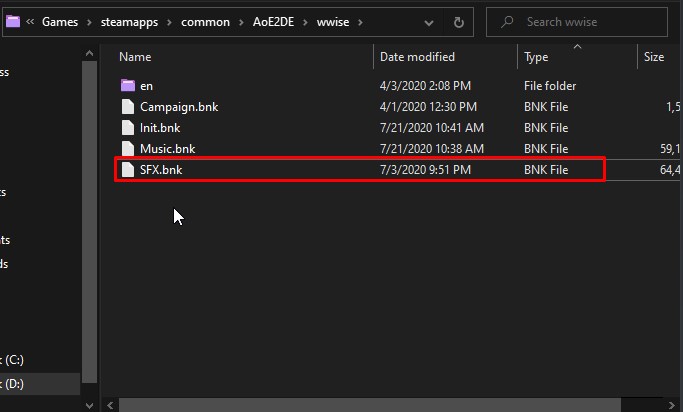 « Games > steamapps > common > AoE2DE > wwise >
Search wwise
Name Date modified Type Size
en 4/3/2020 2:08 PM File folder
Campaign.bnk 4/1/2020 12:30 PM BNK File 1,5
Init.bnk 7/21/2020 10:41 AM BNK File
Music.bnk 7/21/2020 10:38 AM BNK File 59,1
SFX.bnk 7/3/2020 9:51 PM BNK File 64,4
ss
ts
nts
ds
(C:)
(D:)